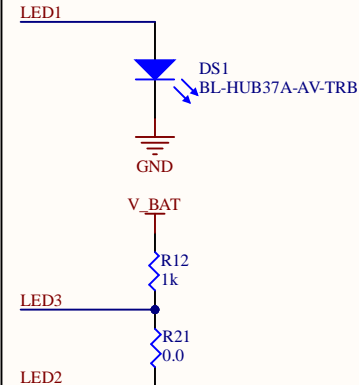 LED1
DS1
BL-HUB37A-AV-TRB
GND
V_BAT
R12
1k
LED3
R21
0.0
LED2